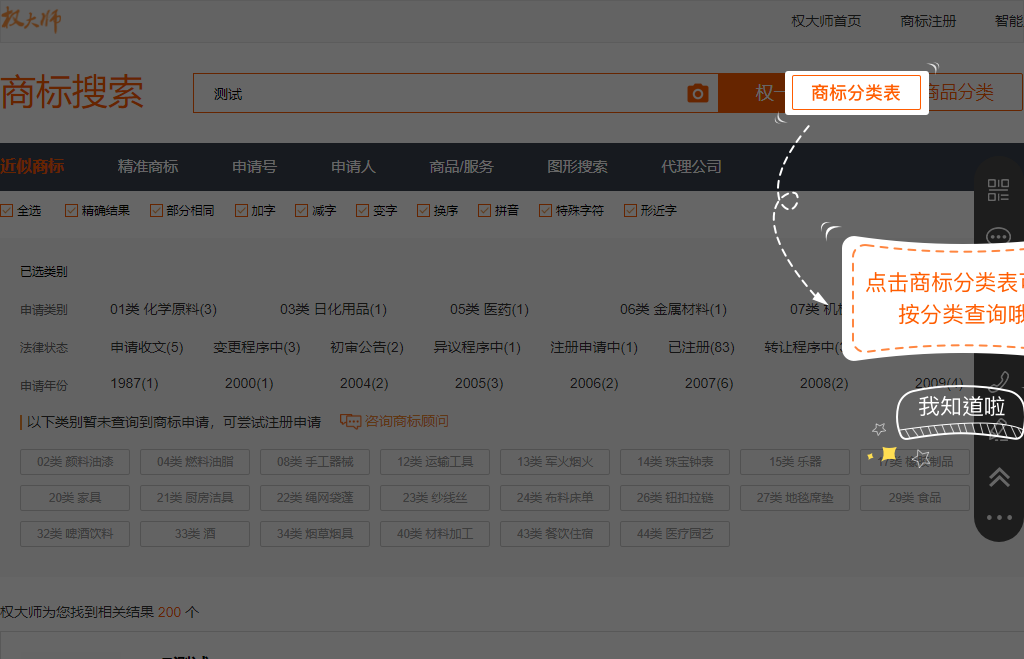 权大师
权大师首页 商标注册 智能
商标搜索 测试 权一 商标分类表 商品分类
近似商标 精准商标 申请号 申请人 商品/服务 图形搜索 代理公司
全选 精确结果 部分相同 加字 减字 变字 换序 拼音 特殊字符 形近字
已选类别
点击商标分类表可
按分类查询哦
申请类别 01类 化学原料(3) 03类 日化用品(1) 05类 医药(1) 06类 金属材料(1) 07类 机
法律状态 申请收文(5) 变更程序中(3) 初审公告(2) 异议程序中(1) 注册申请中(1) 已注册(83) 转让程序中(
申请年份 1987(1) 2000(1) 2004(2) 2005(3) 2006(2) 2007(6) 2008(2) 2009(4)
我知道啦
以下类别暂未查询到商标申请，可尝试注册申请 咨询商标顾问
02类 颜料油漆 04类 燃料油脂 08类 手工器械 12类 运输工具 13类 军火烟火 14类 珠宝钟表 15类 乐器 17类 橡胶制品
20类 家具 21类 厨房洁具 22类 绳网袋蓬 23类 纱线丝 24类 布料床单 26类 钮扣拉链 27类 地毯席垫 29类 食品
32类 啤酒饮料 33类 酒 34类 烟草烟具 40类 材料加工 43类 餐饮住宿 44类 医疗园艺
权大师为您找到相关结果 200 个